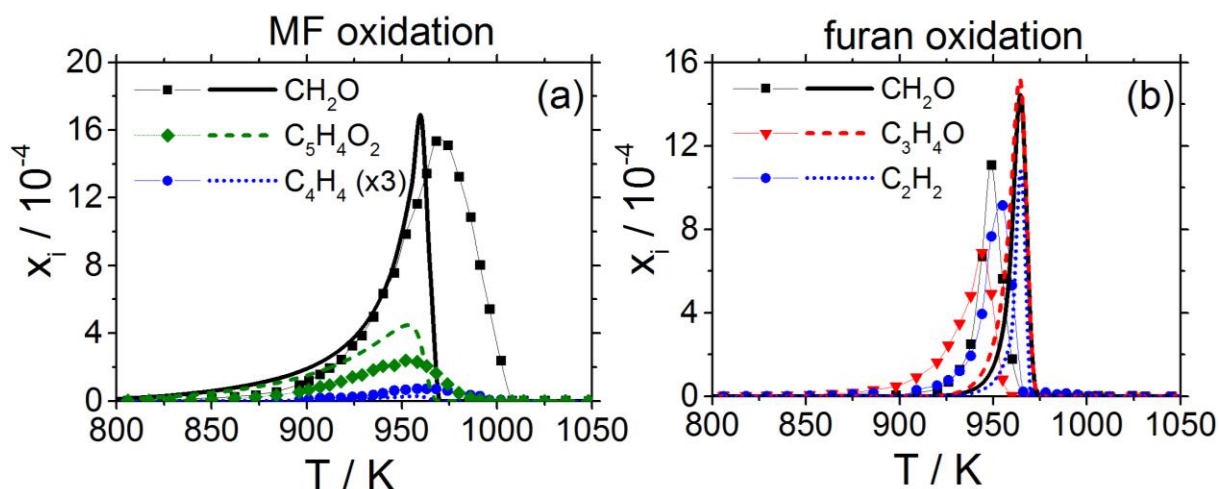 MF oxidation
(a)
CH₂O
C₅H₄O₂
C₄H₄ (x3)
xᵢ / 10⁻⁴
20
16
12
8
4
0
800 850 900 950 1000 1050
T / K
furan oxidation
(b)
CH₂O
C₃H₄O
C₂H₂
xᵢ / 10⁻⁴
16
12
8
4
0
800 850 900 950 1000 1050
T / K